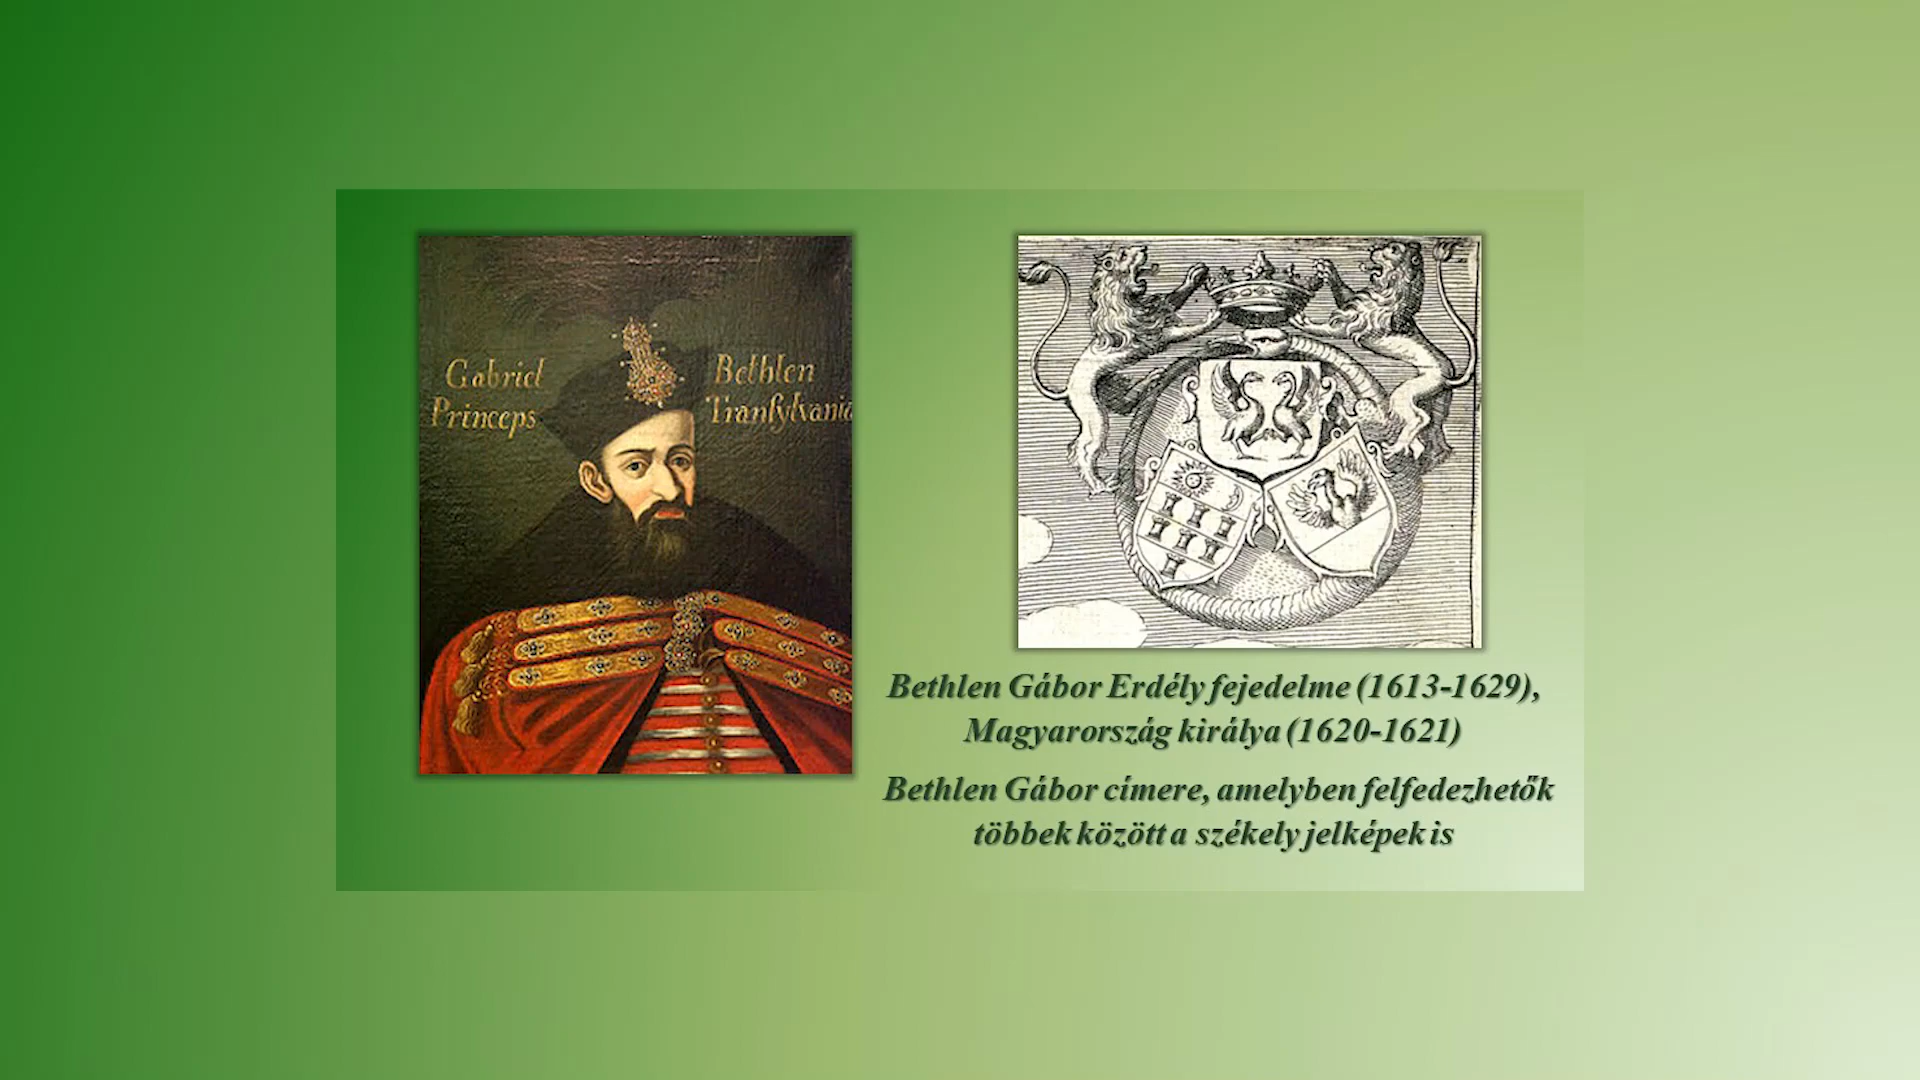 Gabriel Bethlen
Princeps Transylvania
Bethlen Gábor Erdély fejedelme (1613-1629),
Magyarország királya (1620-1621)
Bethlen Gábor címere, amelyben felfedezhetők
többek között a székely jelképek is